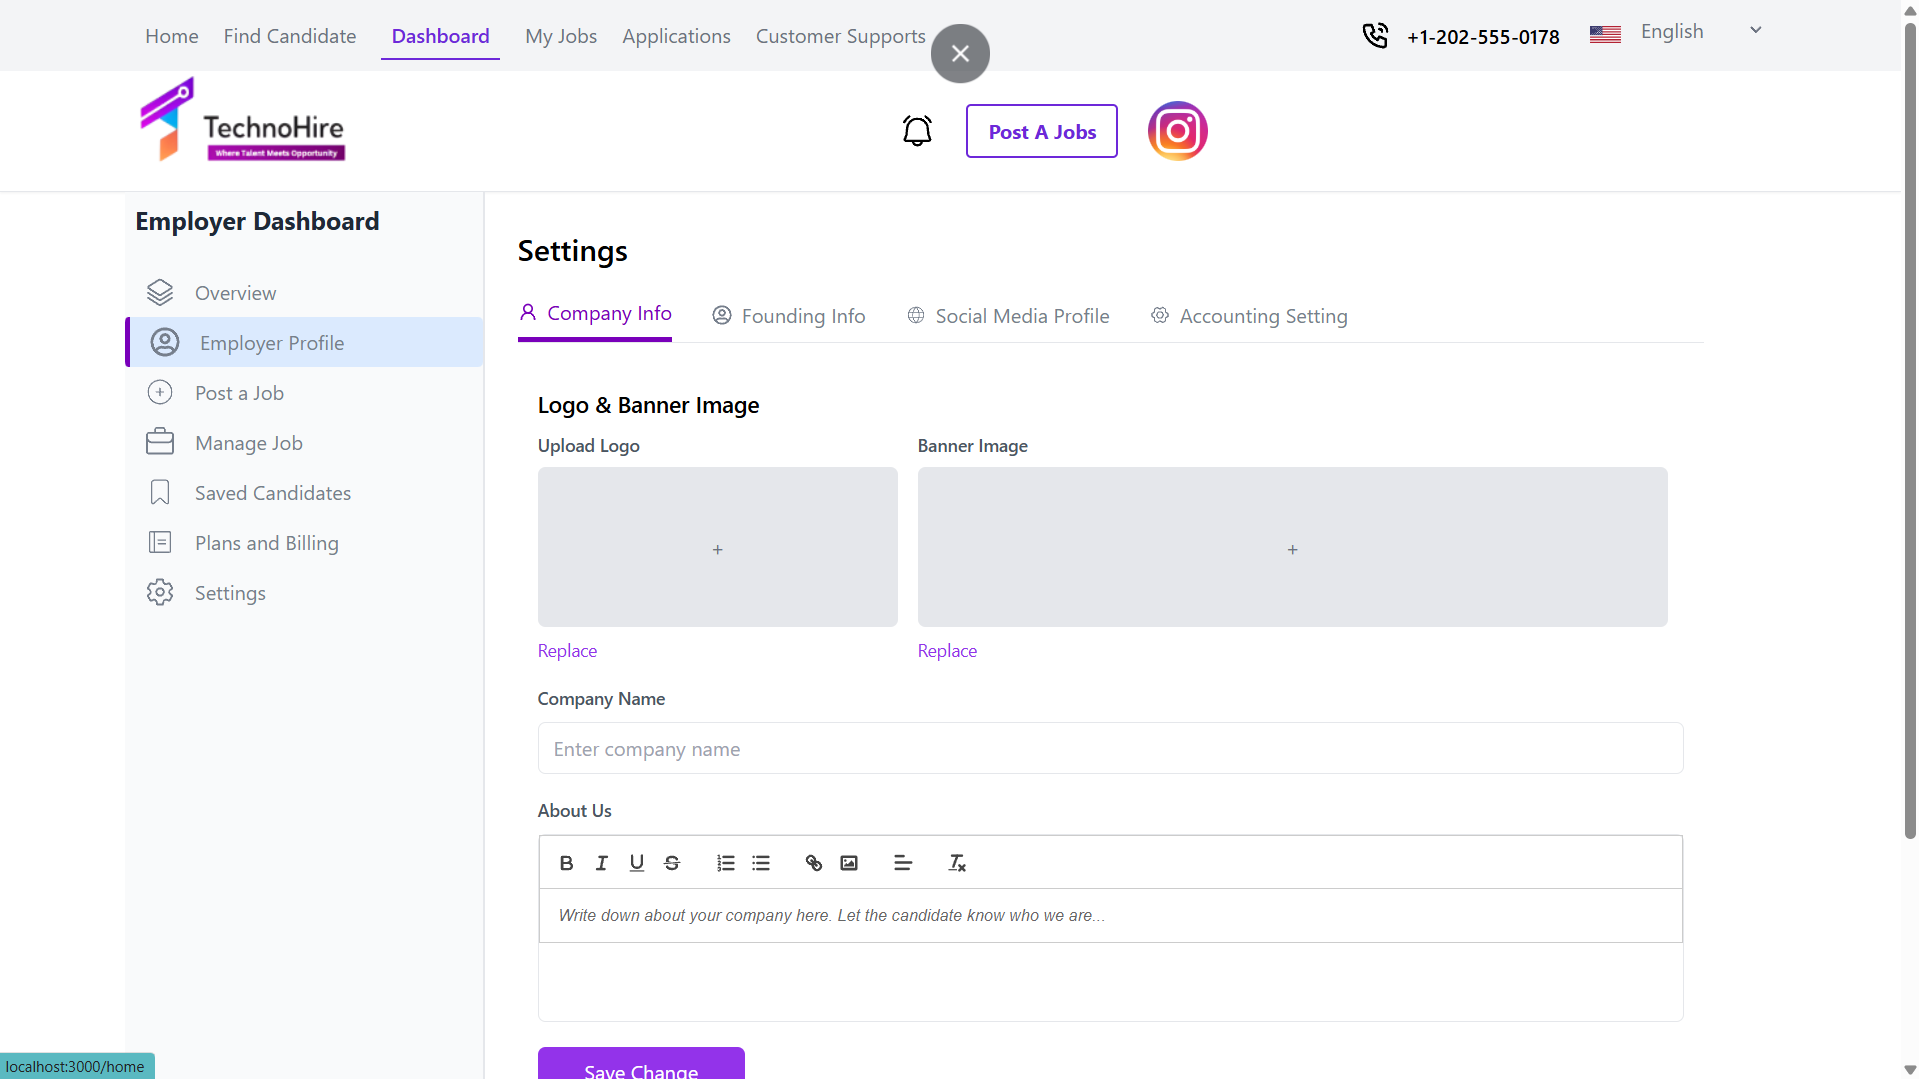 Home Find Candidate Dashboard My Jobs Applications Customer Supports +1-202-555-0178 English
TechnoHire
Where Talent Meets Opportunity
Post A Jobs
Employer Dashboard
Overview
Employer Profile
Post a Job
Manage Job
Saved Candidates
Plans and Billing
Settings
Settings
Company Info Founding Info Social Media Profile Accounting Setting
Logo & Banner Image
Upload Logo Banner Image
+ +
Replace Replace
Company Name
Enter company name
About Us
Write down about your company here. Let the candidate know who we are...
Save Change
localhost:3000/home